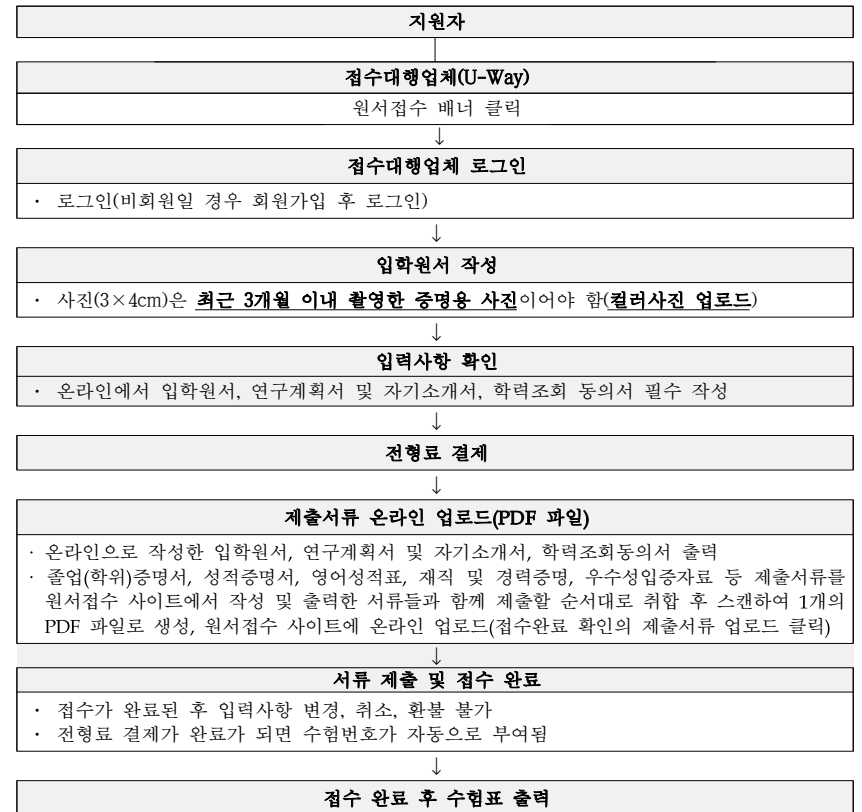 지원자
접수대행업체(U-Way)
원서접수 배너 클릭
↓
접수대행업체 로그인
· 로그인(비회원일 경우 회원가입 후 로그인)
↓
입학원서 작성
· 사진(3×4cm)은 최근 3개월 이내 촬영한 증명용 사진이어야 함(컬러사진 업로드)
↓
입력사항 확인
· 온라인에서 입학원서, 연구계획서 및 자기소개서, 학력조회 동의서 필수 작성
↓
전형료 결제
↓
제출서류 온라인 업로드(PDF 파일)
· 온라인으로 작성한 입학원서, 연구계획서 및 자기소개서, 학력조회동의서 출력
· 졸업(학위)증명서, 성적증명서, 영어성적표, 재직 및 경력증명, 우수성입증자료 등 제출서류를
원서접수 사이트에서 작성 및 출력한 서류들과 함께 제출할 순서대로 취합 후 스캔하여 1개의
PDF 파일로 생성, 원서접수 사이트에 온라인 업로드(접수완료 확인의 제출서류 업로드 클릭)
↓
서류 제출 및 접수 완료
· 접수가 완료된 후 입력사항 변경, 취소, 환불 불가
· 전형료 결제가 완료가 되면 수험번호가 자동으로 부여됨
↓
접수 완료 후 수험표 출력